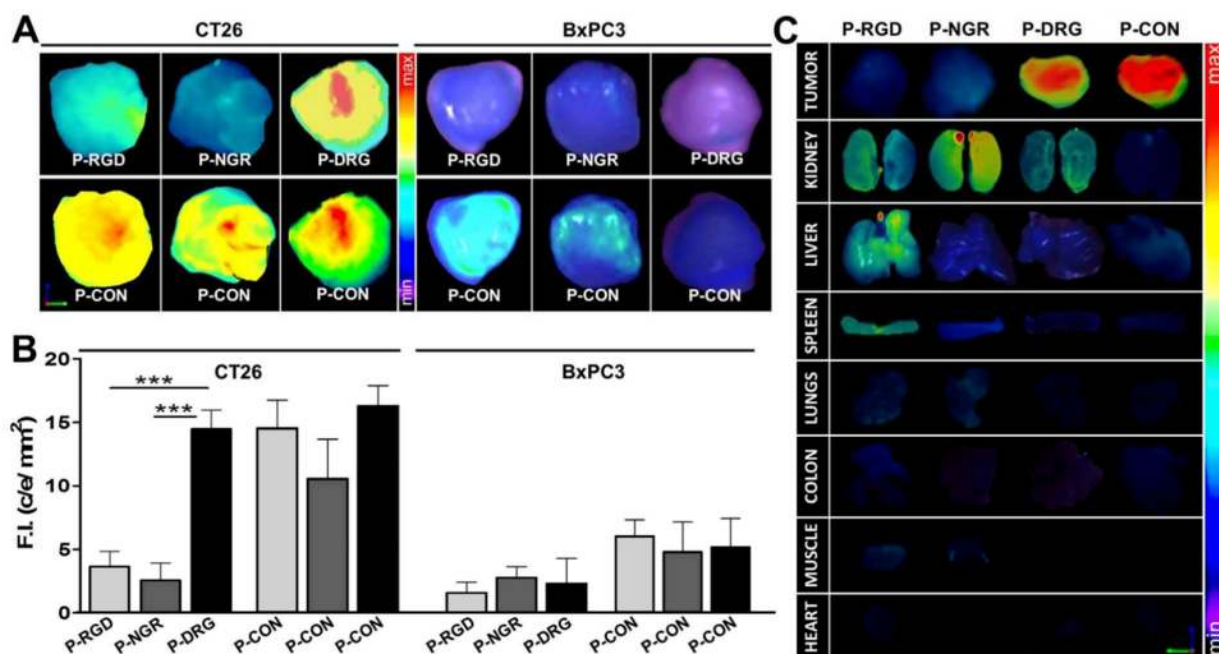 A
CT26
BxPC3
P-RGD
P-NGR
P-DRG
P-RGD
P-NGR
P-DRG
P-CON
P-CON
P-CON
P-CON
P-CON
P-CON
max
min
B
CT26
BxPC3
F.I. (c/e/ mm²)
20
15
10
5
0
***
***
P-RGD
P-NGR
P-DRG
P-CON
P-CON
P-CON
P-RGD
P-NGR
P-DRG
P-CON
P-CON
P-CON
C
P-RGD P-NGR P-DRG P-CON
TUMOR
KIDNEY
LIVER
SPLEEN
LUNGS
COLON
MUSCLE
HEART
max
min